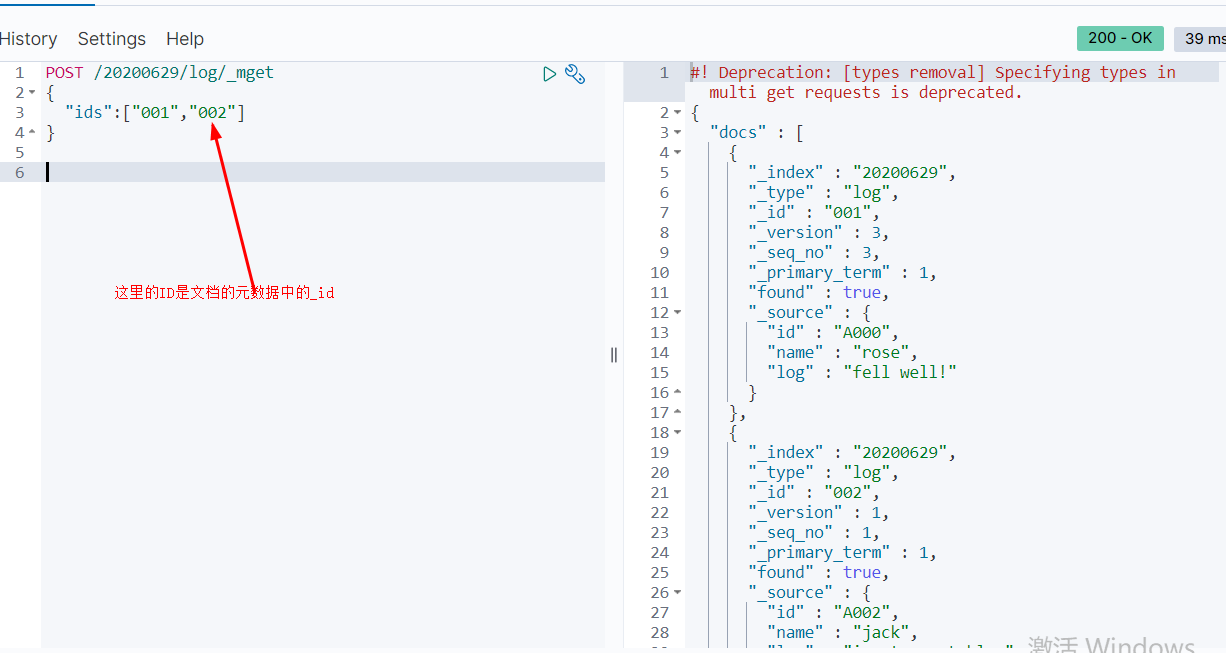 History Settings Help
200 - OK 39 ms
1 POST /20200629/log/_mget
2 {
3 "ids":["001","002"]
4 }
5
6
这里的ID是文档的元数据中的_id
1 #! Deprecation: [types removal] Specifying types in
multi get requests is deprecated.
2 {
3 "docs" : [
4 {
5 "_index" : "20200629",
6 "_type" : "log",
7 "_id" : "001",
8 "_version" : 3,
9 "_seq_no" : 3,
10 "_primary_term" : 1,
11 "found" : true,
12 "_source" : {
13 "id" : "A000",
14 "name" : "rose",
15 "log" : "fell well!"
16 }
17 },
18 {
19 "_index" : "20200629",
20 "_type" : "log",
21 "_id" : "002",
22 "_version" : 1,
23 "_seq_no" : 1,
24 "_primary_term" : 1,
25 "found" : true,
26 "_source" : {
27 "id" : "A002",
28 "name" : "jack",
激活 Windows